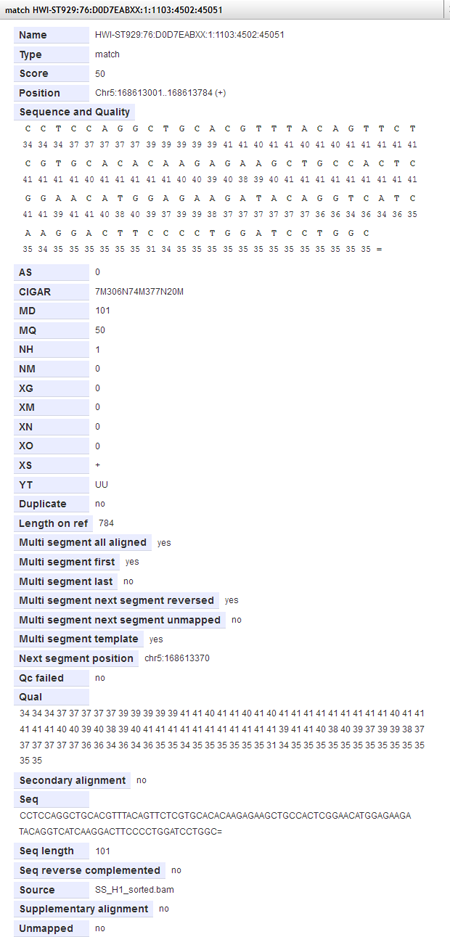 match HWI-ST929:76:D0D7EABXX:1:1103:4502:45051
Name HWI-ST929:76:D0D7EABXX:1:1103:4502:45051
Type match
Score 50
Position Chr5:168613001..168613784 (+)
Sequence and Quality
C C T C C A G G C T G C A C G T T T A C A G T T C T
34 34 34 37 37 37 37 37 39 39 39 39 39 41 41 40 41 41 40 41 40 41 41 41 41 41
C G T G C A C A C A A G A G A A G C T G C C A C T C
41 41 41 41 40 41 41 41 41 41 40 40 39 40 38 39 40 41 41 41 41 41 41 41 41 41
G G A A C A T G G A G A A G A T A C A G G T C A T C
41 41 39 41 41 40 38 40 39 37 39 39 38 37 37 37 37 37 37 36 36 34 36 34 36 35
A A G G A C T T C C C C T G G A T C C T G G C
35 34 35 35 35 35 35 35 31 34 35 35 35 35 35 35 35 35 35 35 35 35 35 =
AS 0
CIGAR 7M306N74M377N20M
MD 101
MQ 50
NH 1
NM 0
XG 0
XM 0
XN 0
XO 0
XS +
YT UU
Duplicate no
Length on ref 784
Multi segment all aligned yes
Multi segment first yes
Multi segment last no
Multi segment next segment reversed yes
Multi segment next segment unmapped no
Multi segment template yes
Next segment position chr5:168613370
Qc failed no
Qual
34 34 34 37 37 37 37 37 39 39 39 39 39 41 41 40 41 41 40 41 40 41 41 41 41 41 41 41 41 41 40 41 41
41 41 41 40 40 39 40 38 39 40 41 41 41 41 41 41 41 41 41 41 41 39 41 41 40 38 40 39 37 39 39 38 37
37 37 37 37 37 36 36 34 36 34 36 35 35 34 35 35 35 35 35 35 31 34 35 35 35 35 35 35 35 35 35 35 35
35 35
Secondary alignment no
Seq
CCTCCAGGCTGCACGTTTACAGTTCTCGTGCACACAAGAGAAGCTGCCACTCGGAACATGGAGAAGA
TACAGGTCATCAAGGACTTCCCCTGGATCCTGGC=
Seq length 101
Seq reverse complemented no
Source SS_H1_sorted.bam
Supplementary alignment no
Unmapped no